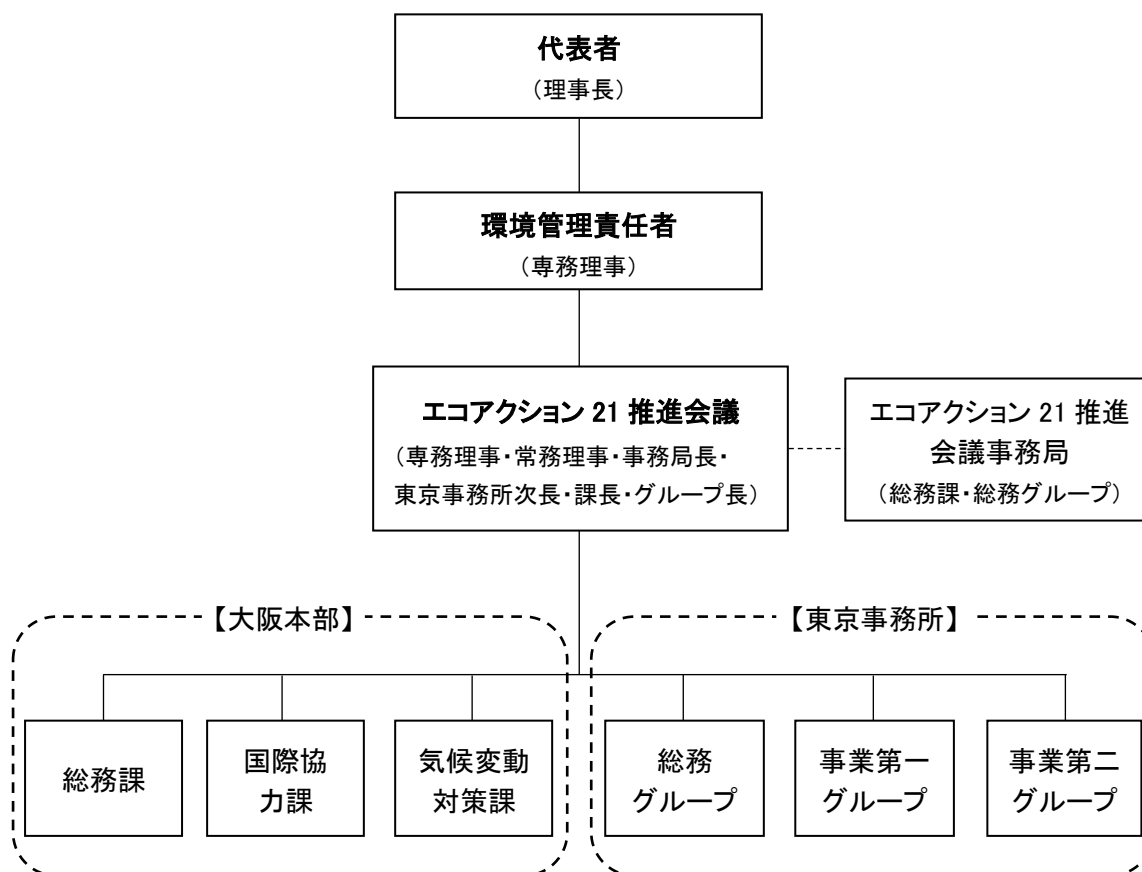 代表者
（理事長）
環境管理責任者
（専務理事）
エコアクション 21 推進会議
（専務理事・常務理事・事務局長・
東京事務所次長・課長・グループ長）
エコアクション 21 推進
会議事務局
（総務課・総務グループ）
【大阪本部】
【東京事務所】
総務課
国際協
力課
気候変動
対策課
総務
グループ
事業第一
グループ
事業第二
グループ